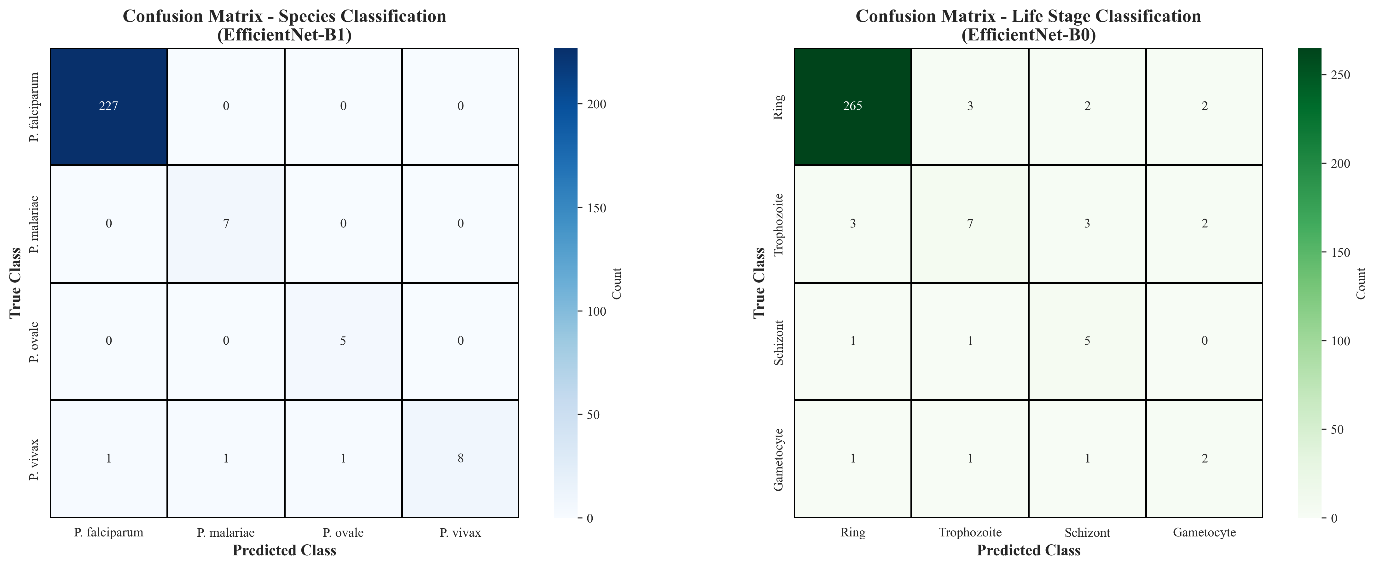 Confusion Matrix - Species Classification
(EfficientNet-B1)
P. falciparum
227
0
0
0
P. malariae
0
7
0
0
P. ovale
0
0
5
0
P. vivax
1
1
1
8
P. falciparum
P. malariae
P. ovale
P. vivax
True Class
Predicted Class
200
150
100
50
0
Count
Confusion Matrix - Life Stage Classification
(EfficientNet-B0)
Ring
265
3
2
2
Trophozoite
3
7
3
2
Schizont
1
1
5
0
Gametocyte
1
1
1
2
Ring
Trophozoite
Schizont
Gametocyte
True Class
Predicted Class
250
200
150
100
50
0
Count